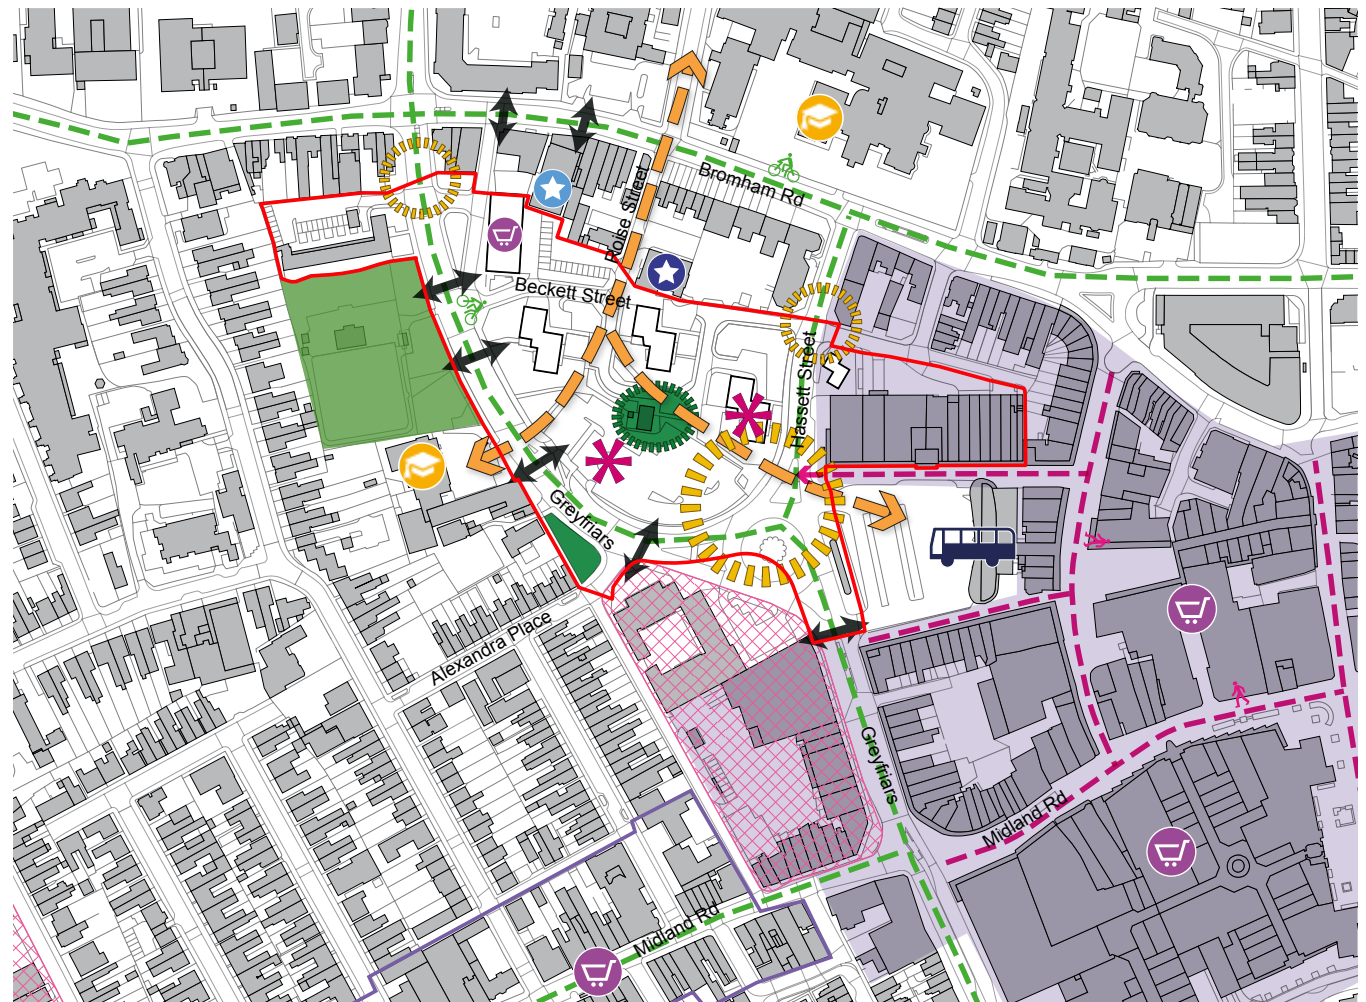 Bromham Rd
Roise Street
Beckett Street
Hassett Street
Greyfriars
Alexandra Place
Greyfriars
Midland Rd
Midland Rd